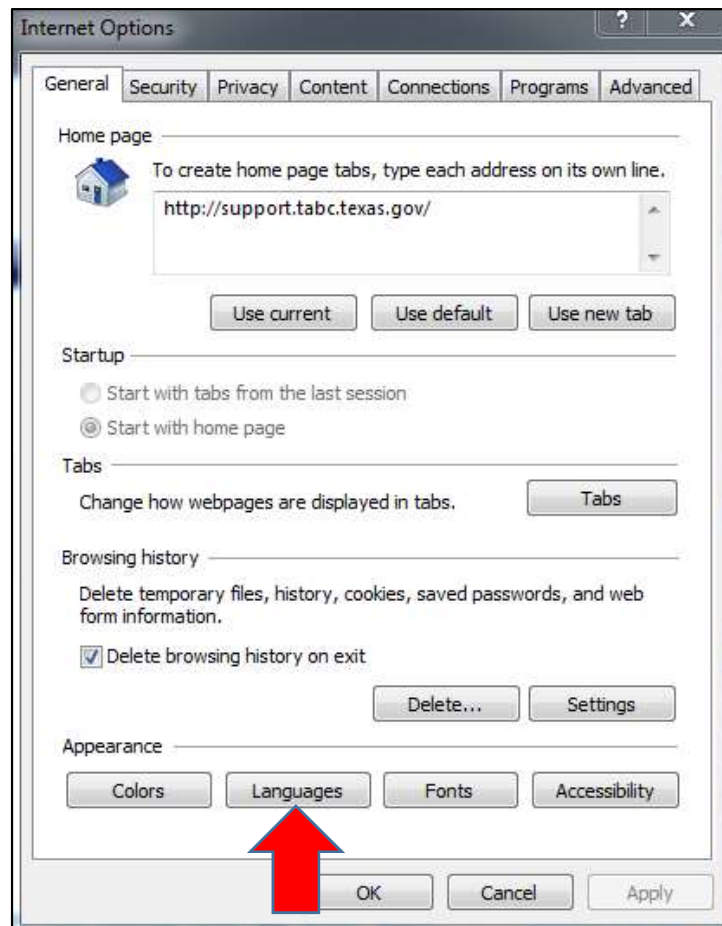 Internet Options
? X
General Security Privacy Content Connections Programs Advanced
Home page
To create home page tabs, type each address on its own line.
http://support.tabc.texas.gov/
Use current Use default Use new tab
Startup
Start with tabs from the last session
Start with home page
Tabs
Change how webpages are displayed in tabs. Tabs
Browsing history
Delete temporary files, history, cookies, saved passwords, and web
form information.
Delete browsing history on exit
Delete... Settings
Appearance
Colors Languages Fonts Accessibility
OK Cancel Apply